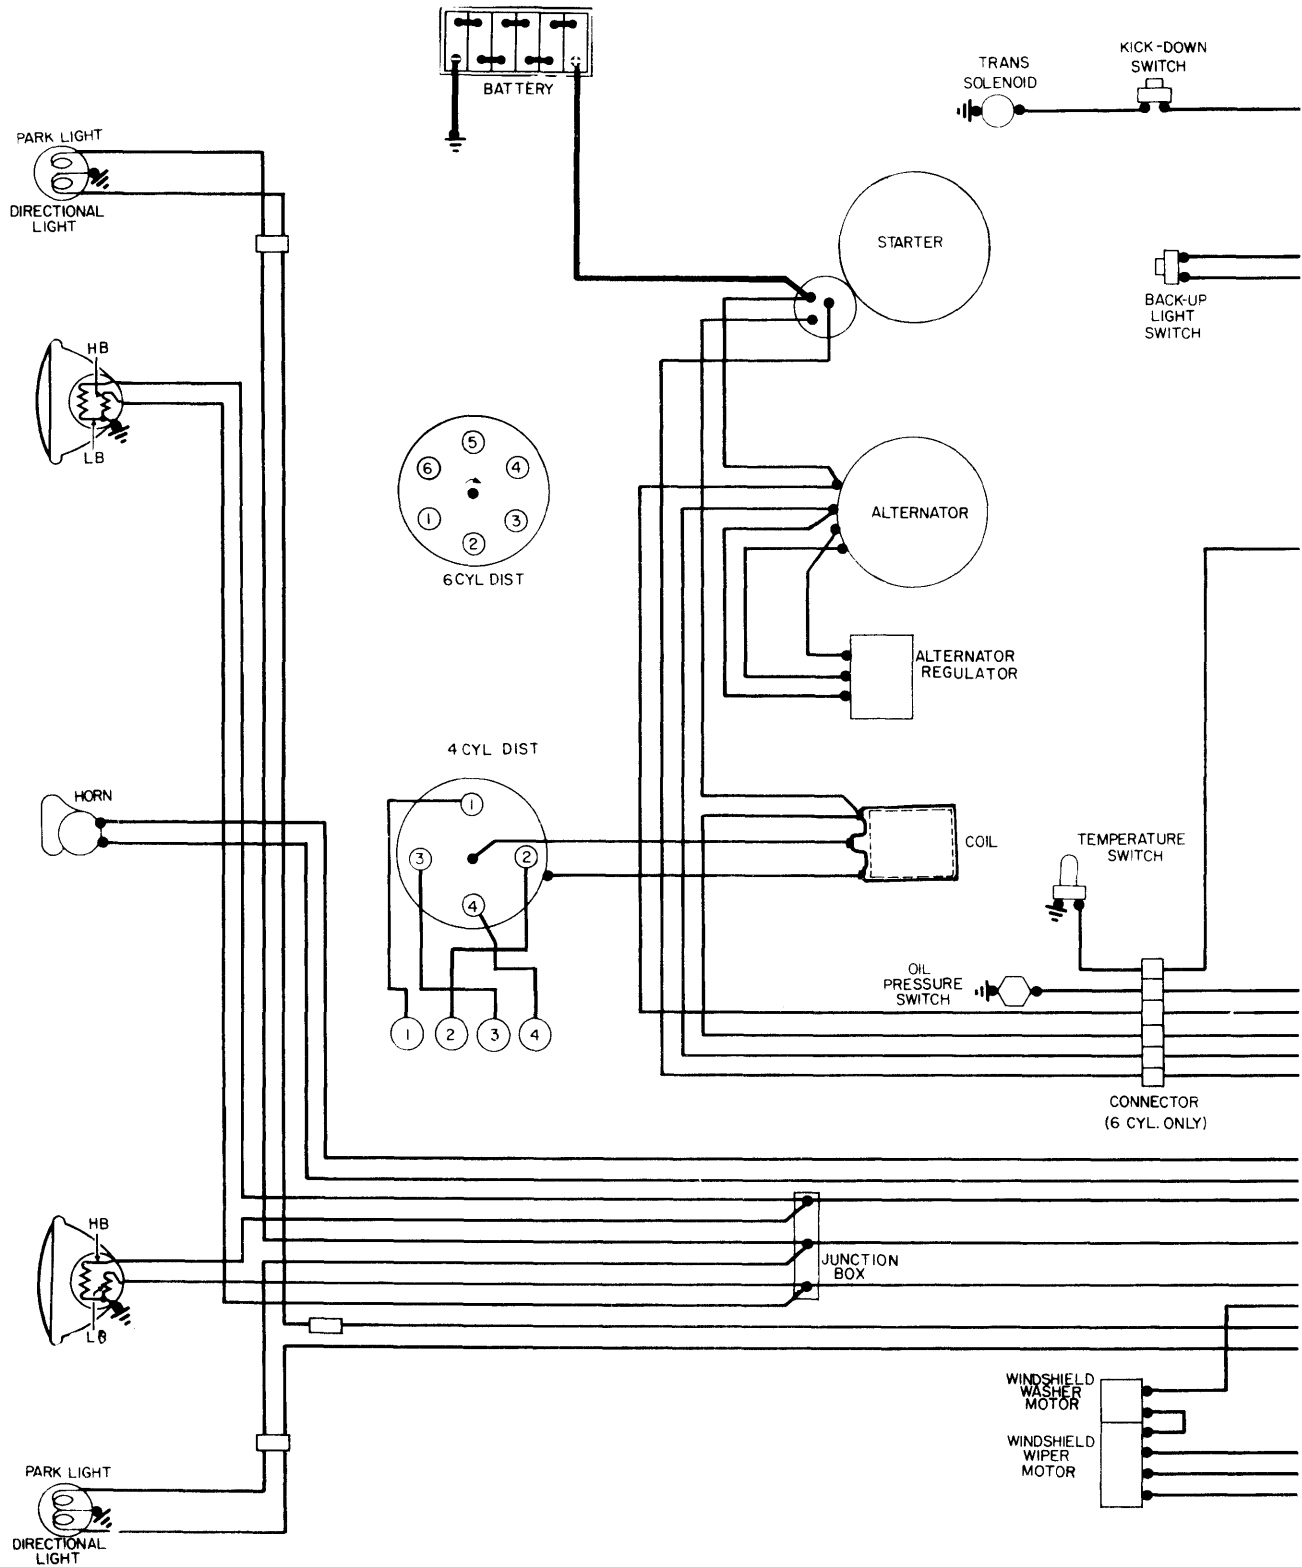 BATTERY
TRANS
SOLENOID
KICK-DOWN
SWITCH
PARK LIGHT
DIRECTIONAL
LIGHT
STARTER
BACK-UP
LIGHT
SWITCH
HB
LB
5
6
4
1
3
2
6 CYL DIST
ALTERNATOR
ALTERNATOR
REGULATOR
4 CYL DIST
HORN
1
3
2
4
COIL
TEMPERATURE
SWITCH
OIL
PRESSURE
SWITCH
1
2
3
4
CONNECTOR
(6 CYL. ONLY)
HB
LB
JUNCTION
BOX
WINDSHIELD
WASHER
MOTOR
WINDSHIELD
WIPER
MOTOR
PARK LIGHT
DIRECTIONAL
LIGHT